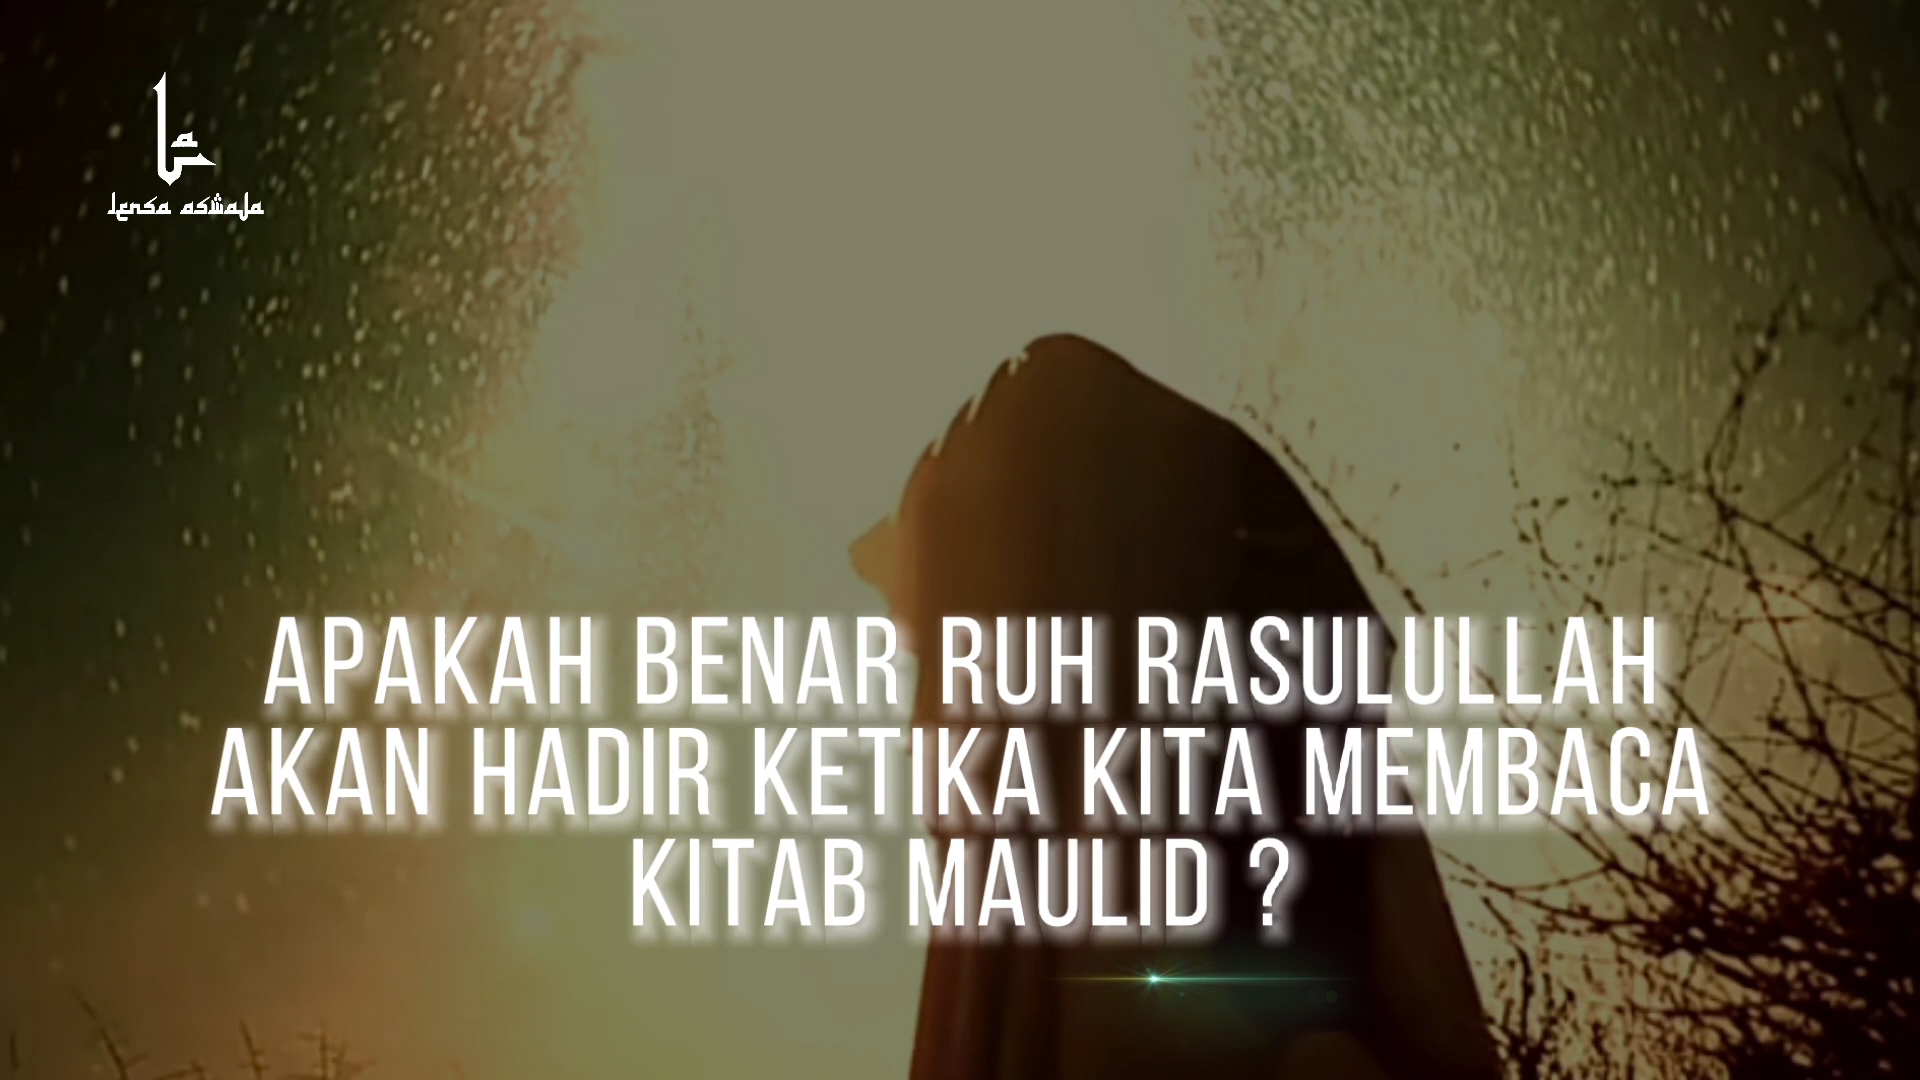 lensa aswaja
APAKAH BENAR RUH RASULULLAH
AKAN HADIR KETIKA KITA MEMBACA
KITAB MAULID ?